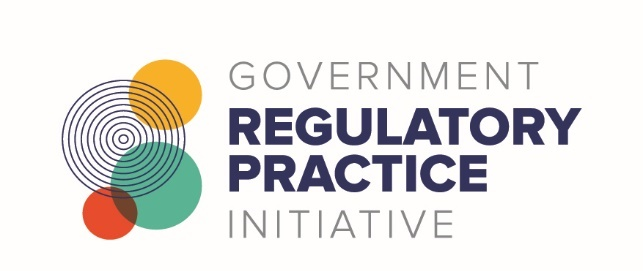 GOVERNMENT
REGULATORY
PRACTICE
INITIATIVE